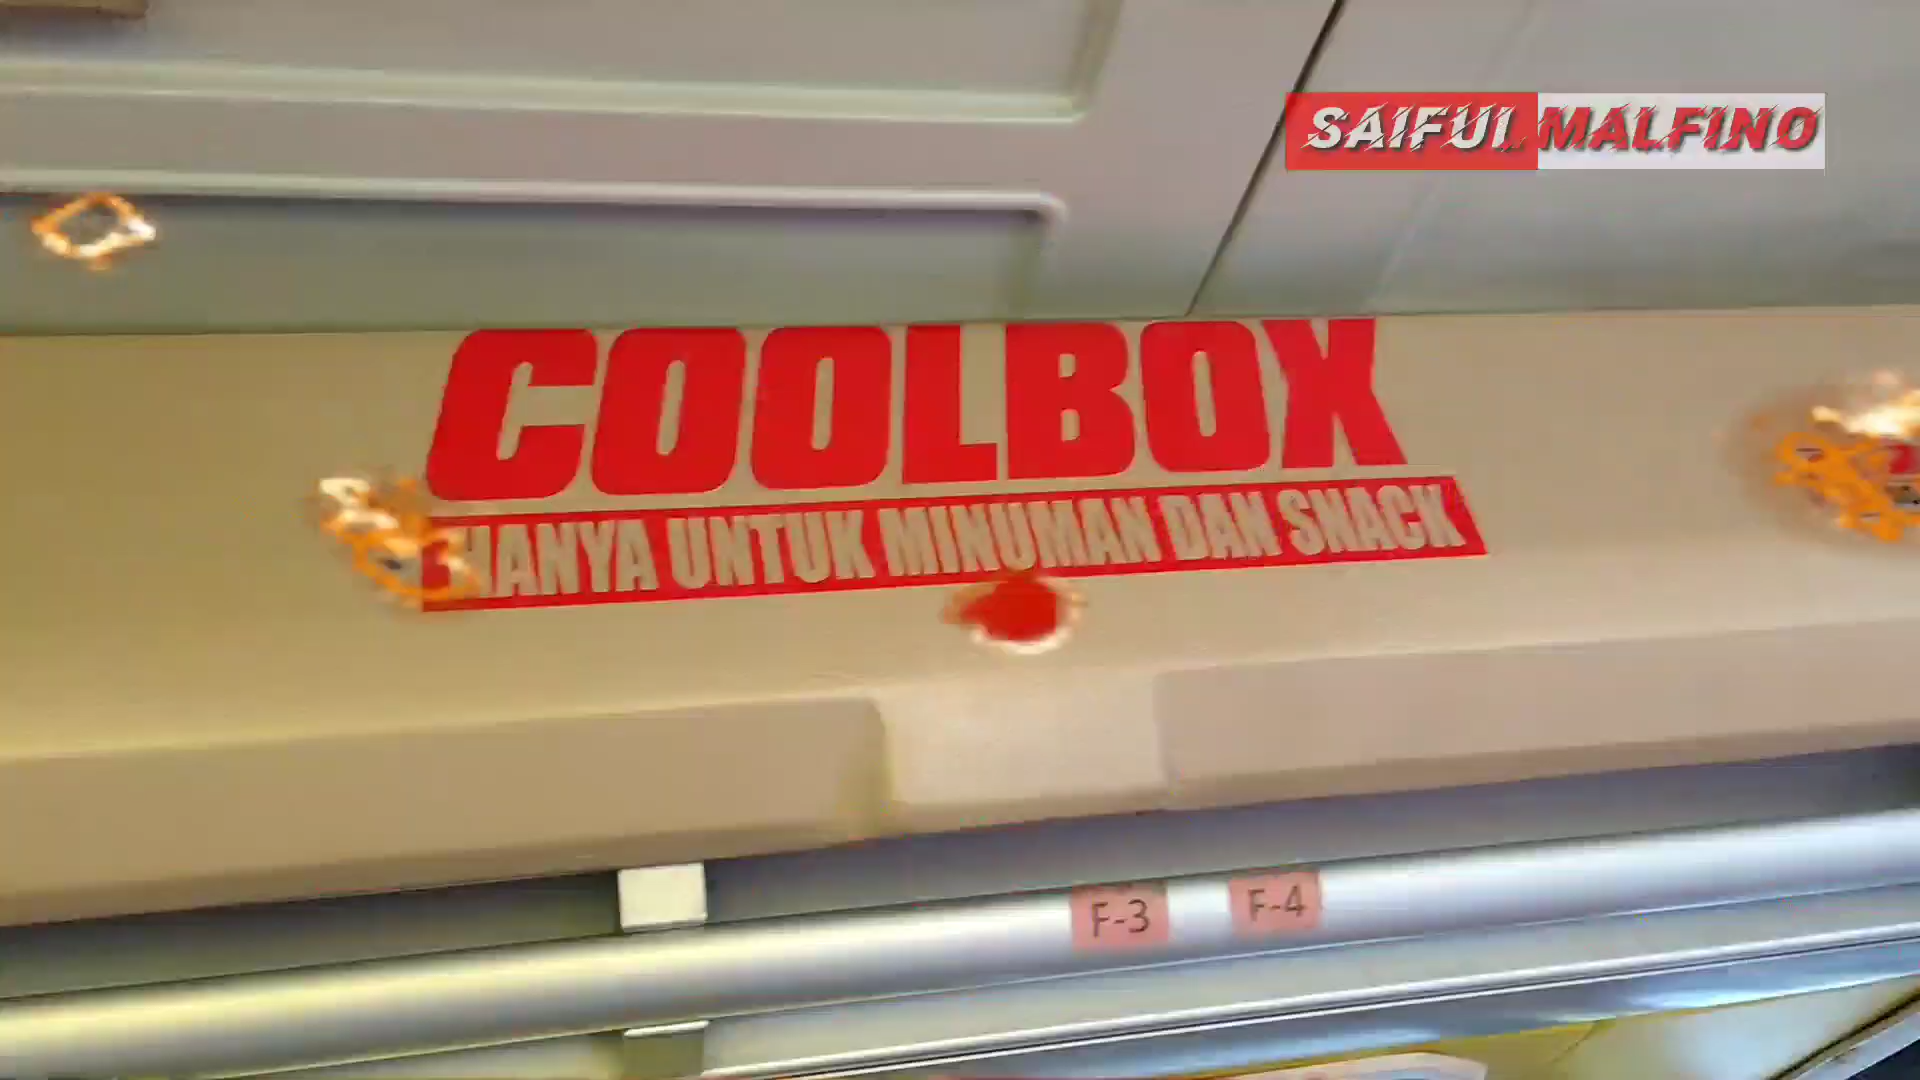 SAIFUL MALFINO
COOLBOX
HANYA UNTUK MINUMAN DAN SNACK
F-3
F-4